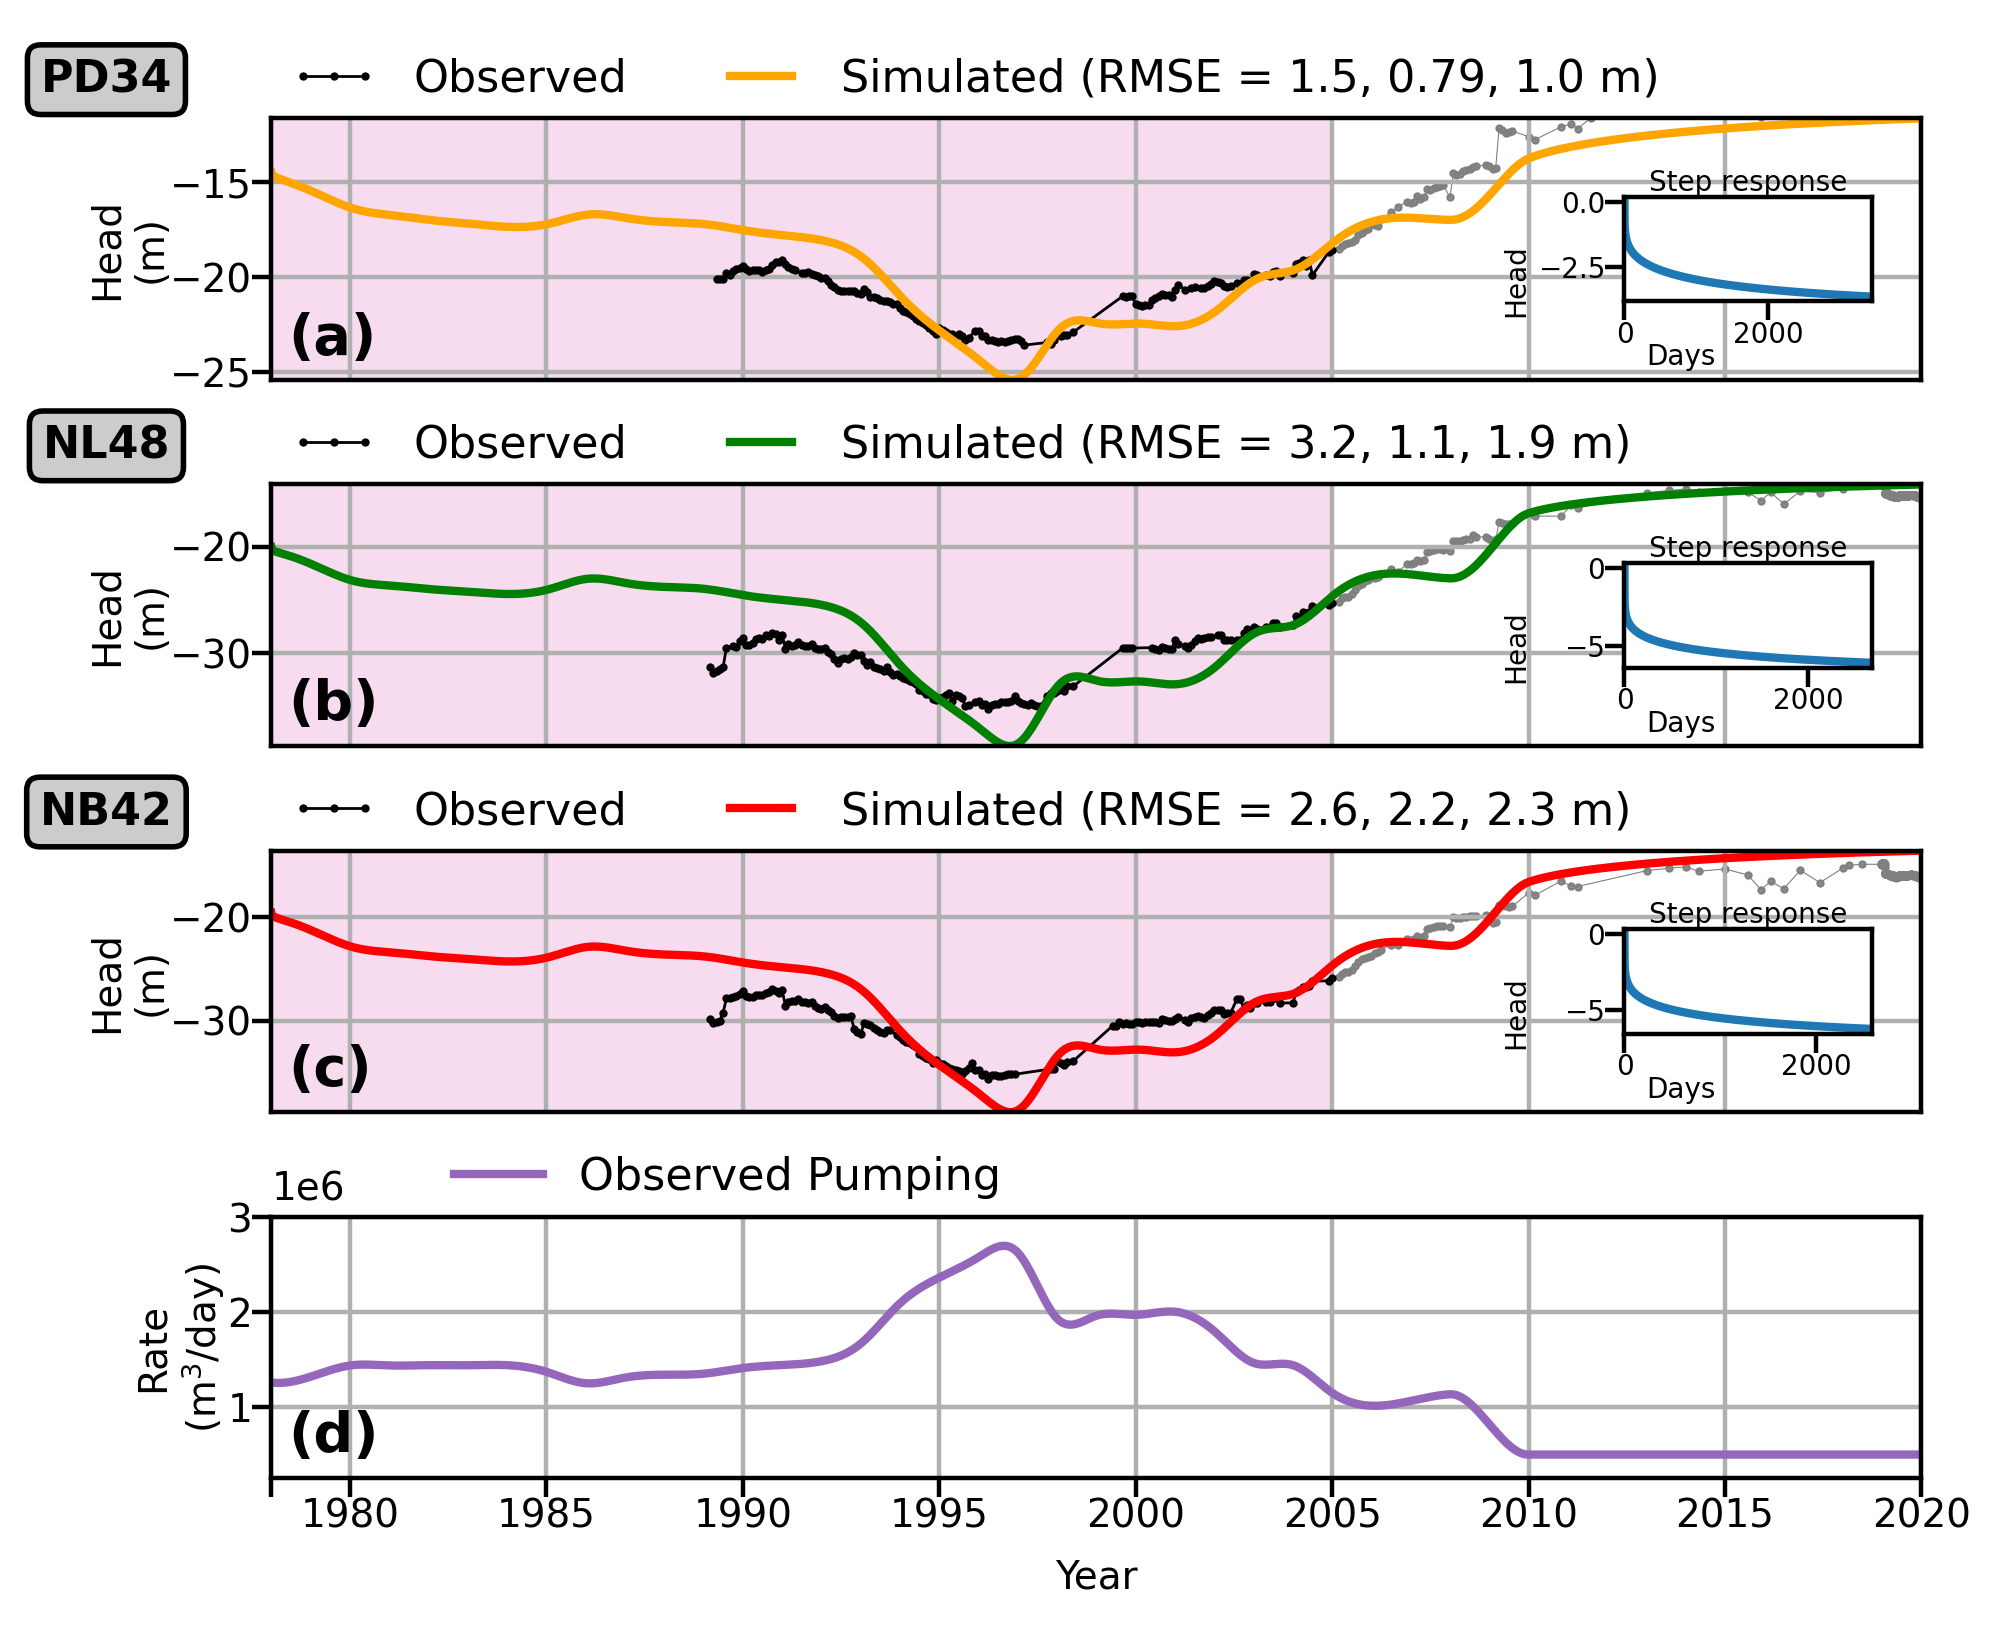 PD34
Observed
Simulated (RMSE = 1.5, 0.79, 1.0 m)
Head
(m)
−15
−20
−25
(a)
Step response
0.0
−2.5
Head
0
2000
Days
NL48
Observed
Simulated (RMSE = 3.2, 1.1, 1.9 m)
Head
(m)
−20
−30
(b)
Step response
0
−5
Head
0
2000
Days
NB42
Observed
Simulated (RMSE = 2.6, 2.2, 2.3 m)
Head
(m)
−20
−30
(c)
Step response
0
−5
Head
0
2000
Days
1e6
Observed Pumping
Rate
(m³/day)
3
2
1
(d)
1980 1985 1990 1995 2000 2005 2010 2015 2020
Year